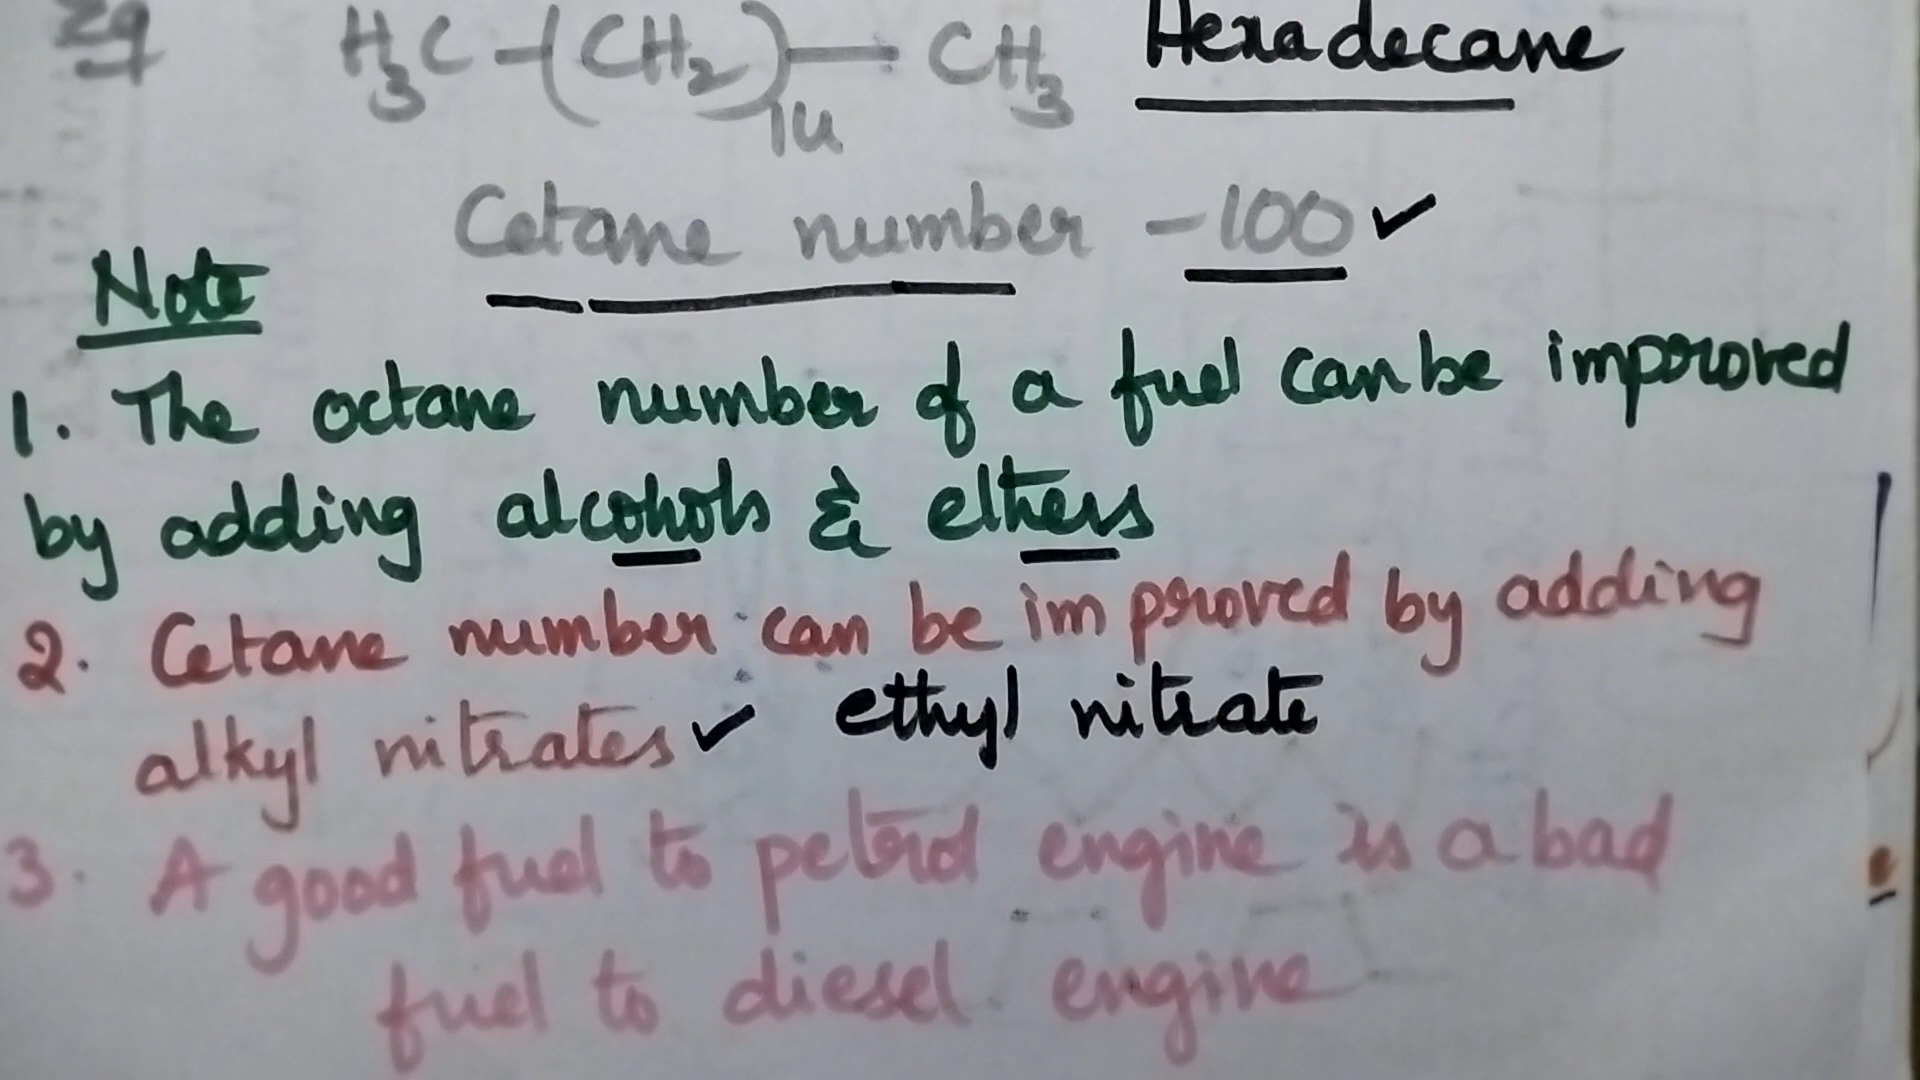 Eg H₃C-(CH₂)₁₄-CH₃ Hexadecane
Cetane number - 100 ✓
Note
1. The octane number of a fuel can be improved
by adding alcohols & ethers
2. Cetane number can be improved by adding
alkyl nitrates ✓ ethyl nitrate
3. A good fuel to petrol engine is a bad
fuel to diesel engine